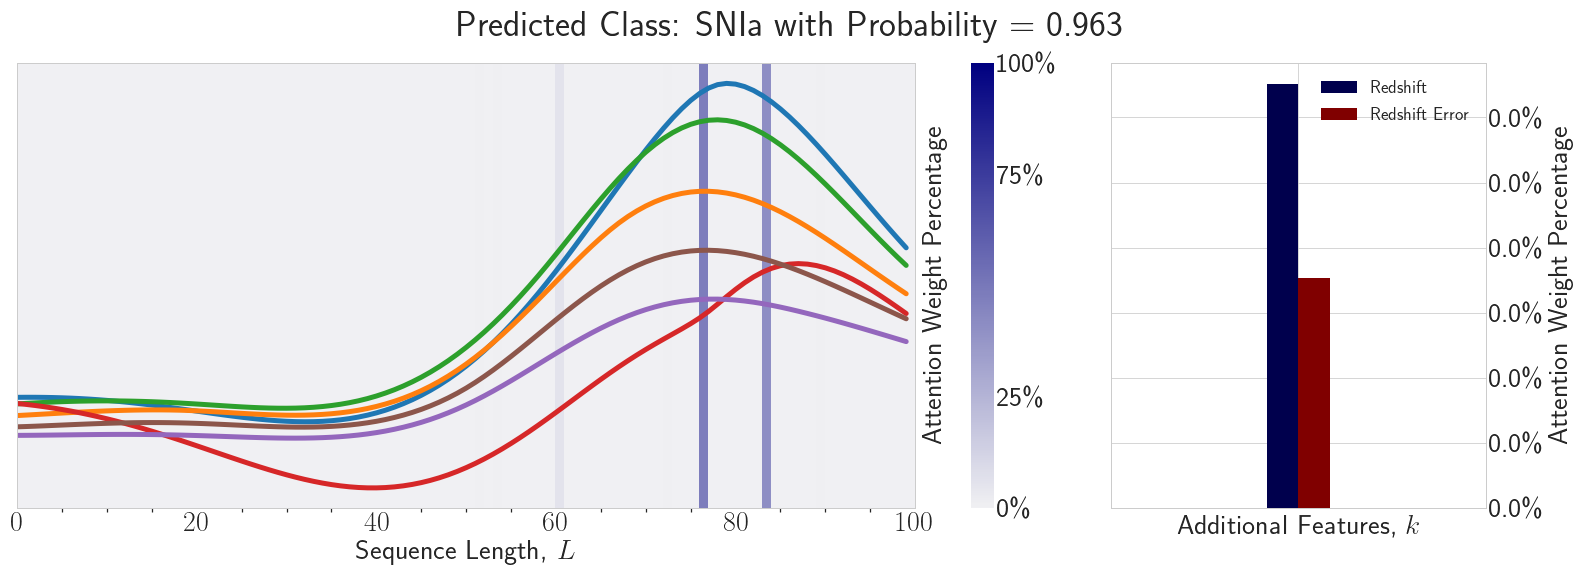 Predicted Class: SNIa with Probability = 0.963
0
20
40
60
80
100
Sequence Length, L
100%
75%
25%
0%
Attention Weight Percentage
Redshift
Redshift Error
0.0%
0.0%
0.0%
0.0%
0.0%
0.0%
0.0%
Attention Weight Percentage
Additional Features, k